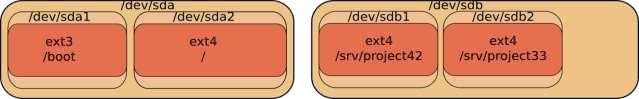 /dev/sda
/dev/sda1
ext3
/boot
/dev/sda2
ext4
/
/dev/sdb
/dev/sdb1
ext4
/srv/project42
/dev/sdb2
ext4
/srv/project33